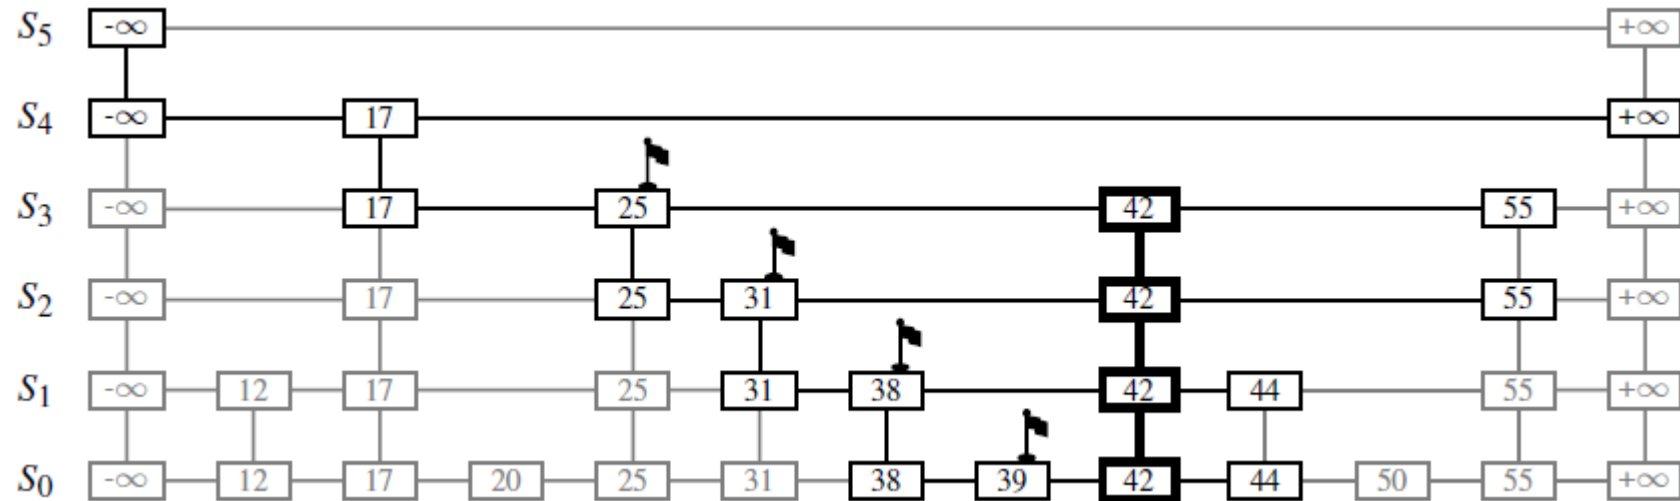 S5 -∞ +∞
S4 -∞ 17 +∞
S3 -∞ 17 25 42 55 +∞
S2 -∞ 17 25 31 42 55 +∞
S1 -∞ 12 17 25 31 38 42 44 55 +∞
S0 -∞ 12 17 20 25 31 38 39 42 44 50 55 +∞